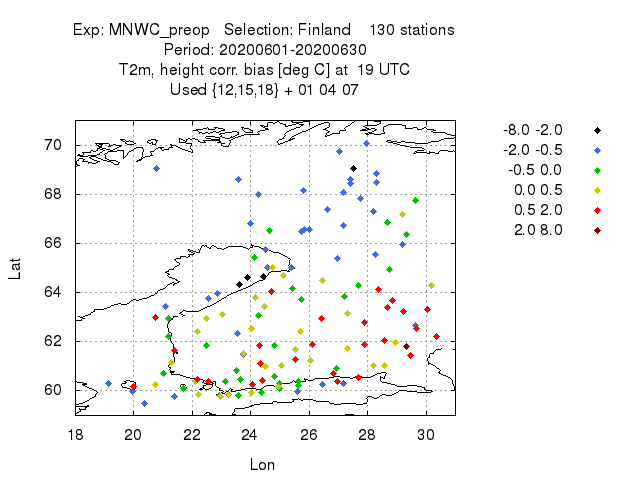 Exp: MNWC_preop   Selection: Finland    130 stations
Period: 20200601-20200630
T2m, height corr. bias [deg C] at  19 UTC
Used {12,15,18} + 01 04 07
-8.0 -2.0
-2.0 -0.5
-0.5 0.0
0.0 0.5
0.5 2.0
2.0 8.0
70
68
66
64
62
60
Lat
18 20 22 24 26 28 30
Lon